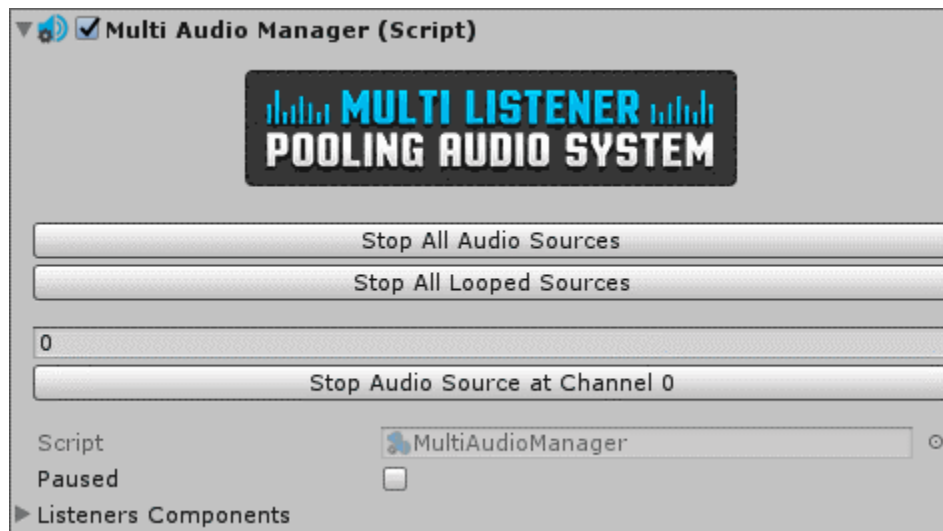 Multi Audio Manager (Script)
MULTI LISTENER
POOLING AUDIO SYSTEM
Stop All Audio Sources
Stop All Looped Sources
0
Stop Audio Source at Channel 0
Script MultiAudioManager
Paused
Listeners Components